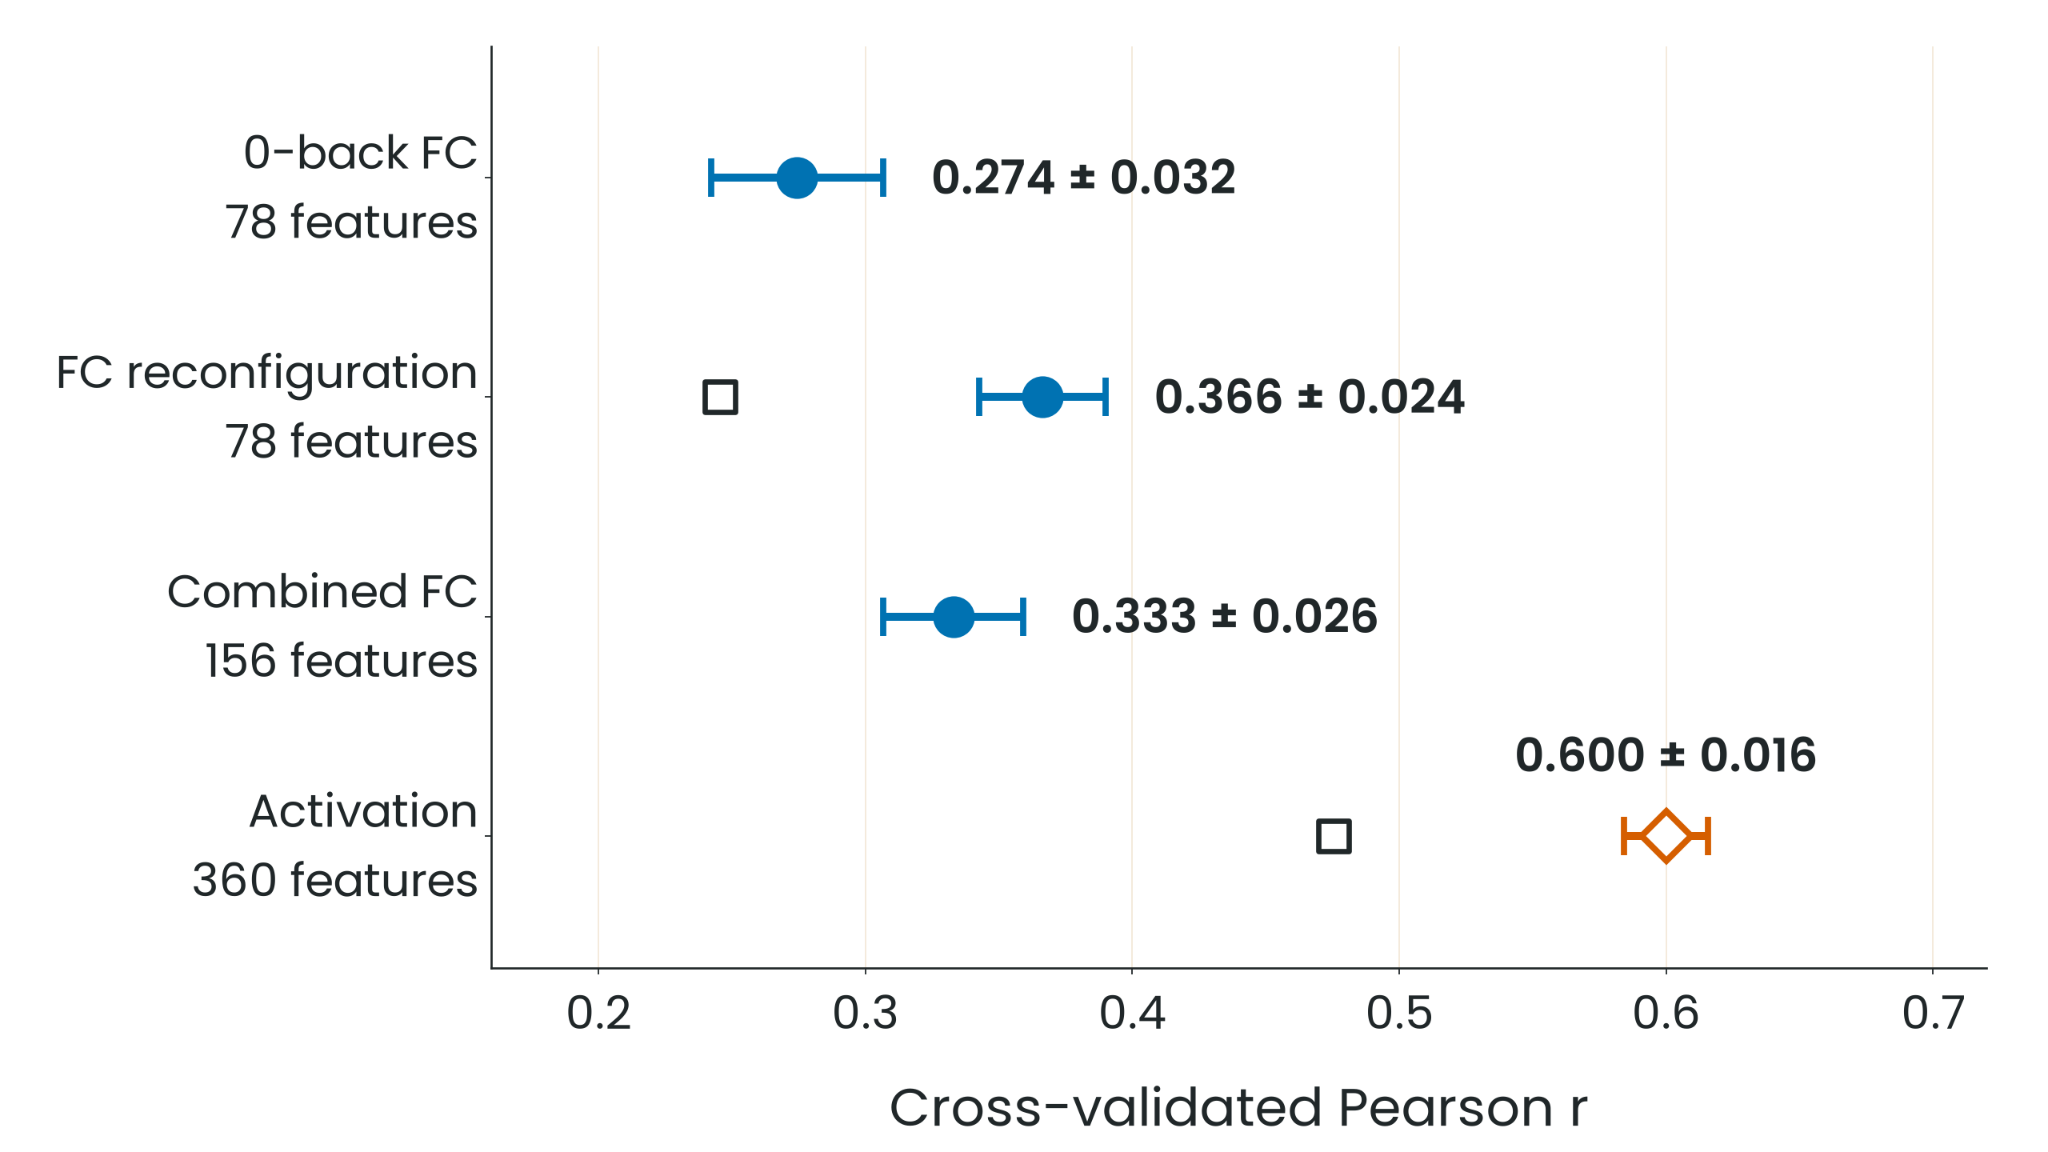 0-back FC
78 features
0.274 ± 0.032
FC reconfiguration
78 features
0.366 ± 0.024
Combined FC
156 features
0.333 ± 0.026
0.600 ± 0.016
Activation
360 features
0.2 0.3 0.4 0.5 0.6 0.7
Cross-validated Pearson r